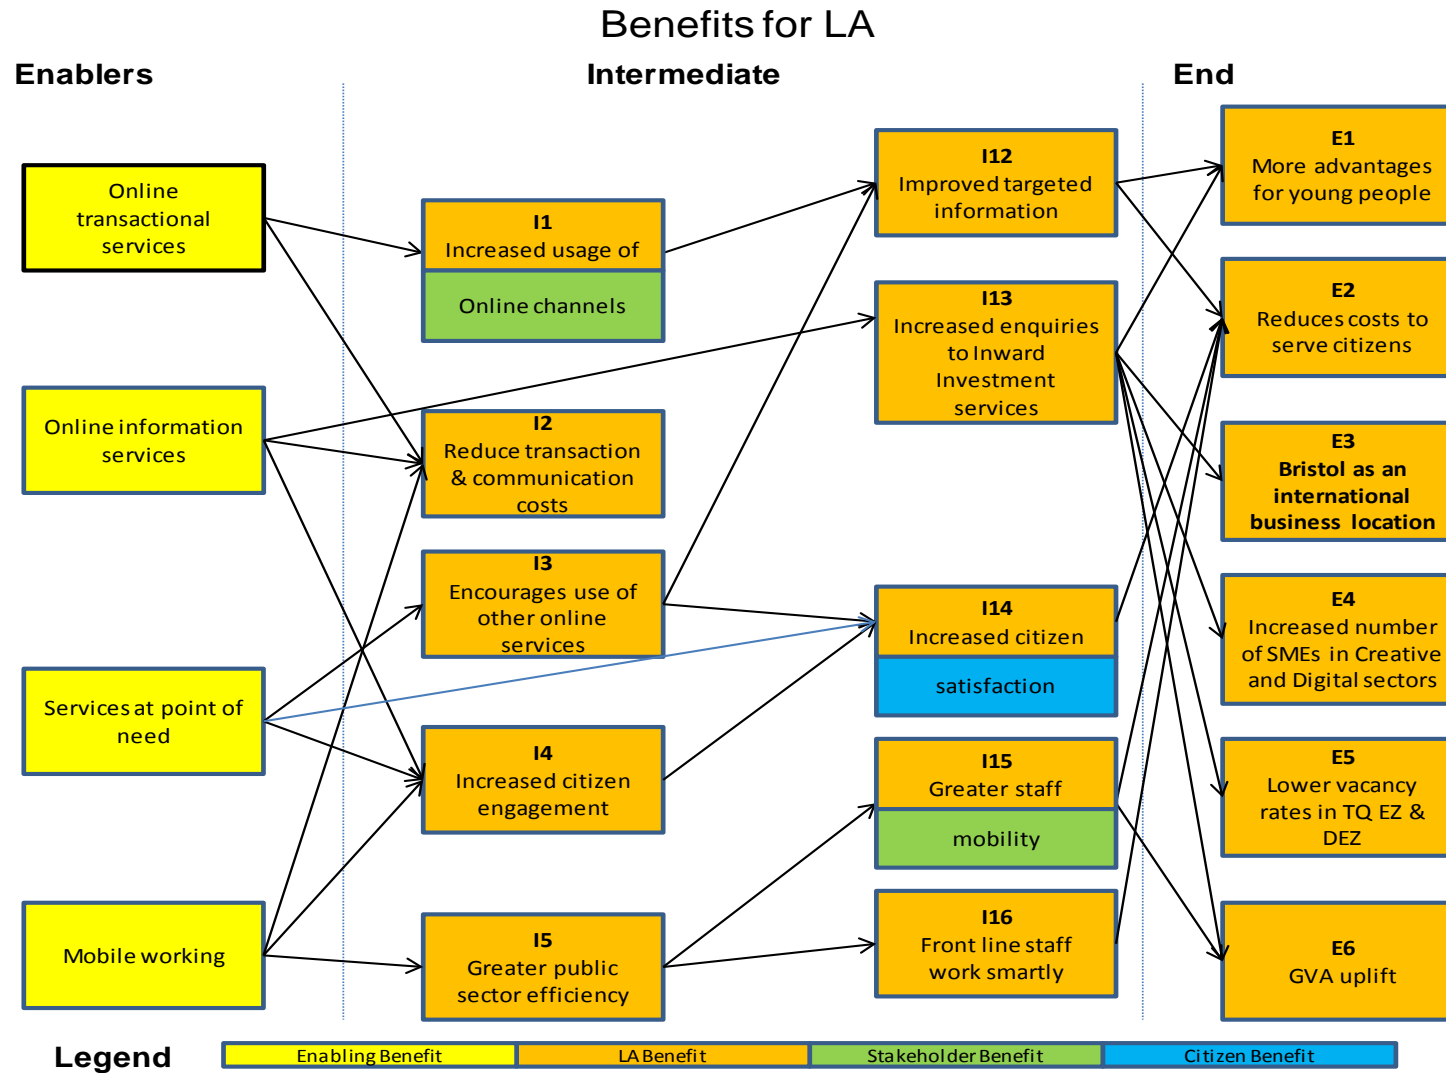 Benefits for LA
Enablers
Intermediate
End
Online
transactional
services
Online information
services
Services at point of
need
Mobile working
I1
Increased usage of
Online channels
I2
Reduce transaction
& communication
costs
I3
Encourages use of
other online
services
I4
Increased citizen
engagement
I5
Greater public
sector efficiency
I12
Improved targeted
information
I13
Increased enquiries
to Inward
Investment
services
I14
Increased citizen
satisfaction
I15
Greater staff
mobility
I16
Front line staff
work smartly
E1
More advantages
for young people
E2
Reduces costs to
serve citizens
E3
Bristol as an
international
business location
E4
Increased number
of SMEs in Creative
and Digital sectors
E5
Lower vacancy
rates in TQ EZ &
DEZ
E6
GVA uplift
Legend
Enabling Benefit
LA Benefit
Stakeholder Benefit
Citizen Benefit